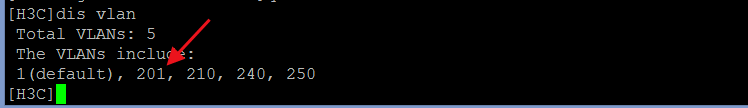 [H3C]dis vlan
Total VLANs: 5
The VLANs include:
1(default), 201, 210, 240, 250
[H3C]